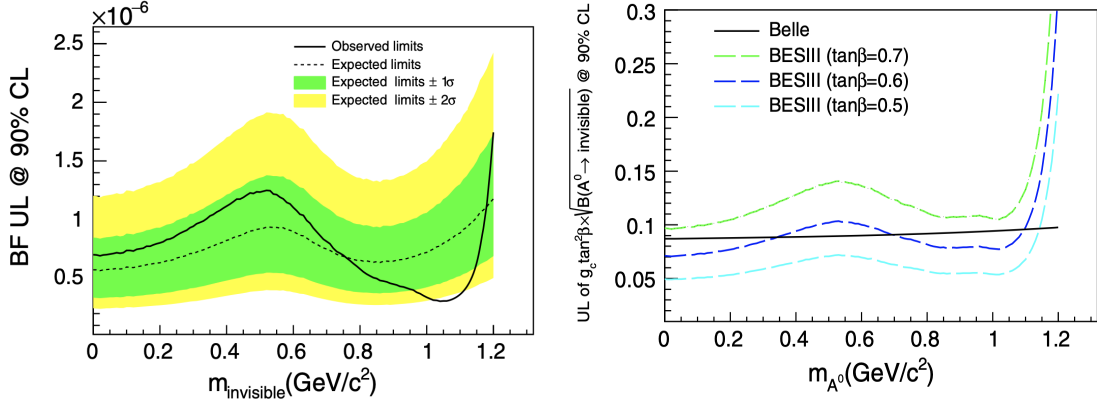 ×10⁻⁶
BF UL @ 90% CL
2.5
2
1.5
1
0.5
0 0.2 0.4 0.6 0.8 1 1.2
m_invisible(GeV/c²)
Observed limits
Expected limits
Expected limits ± 1σ
Expected limits ± 2σ
UL of g_c tan²β×√B(A⁰→ invisible) @ 90% CL
0.3
0.25
0.2
0.15
0.1
0.05
0 0.2 0.4 0.6 0.8 1 1.2
m_A⁰(GeV/c²)
Belle
BESIII (tanβ=0.7)
BESIII (tanβ=0.6)
BESIII (tanβ=0.5)